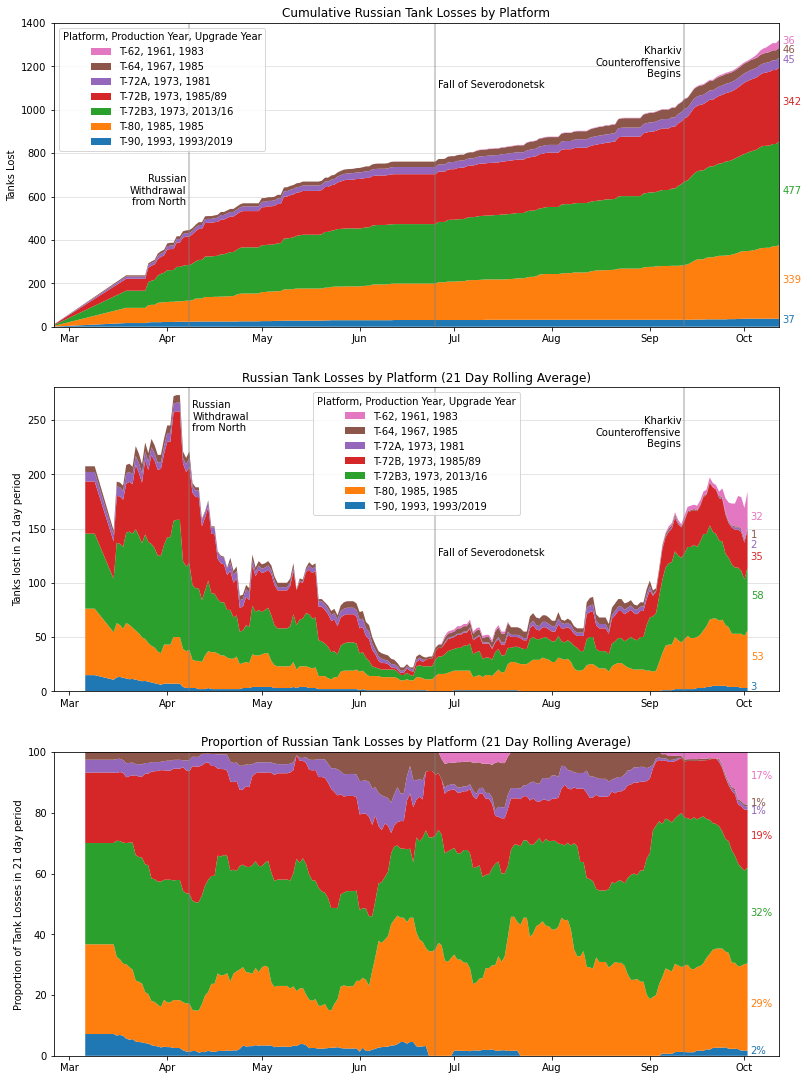 Cumulative Russian Tank Losses by Platform
1400
1200
1000
800
600
400
200
0
Tanks Lost
Platform, Production Year, Upgrade Year
T-62, 1961, 1983
T-64, 1967, 1985
T-72A, 1973, 1981
T-72B, 1973, 1985/89
T-72B3, 1973, 2013/16
T-80, 1985, 1985
T-90, 1993, 1993/2019
Russian
Withdrawal
from North
Fall of Severodonetsk
Kharkiv
Counteroffensive
Begins
36
46
45
342
477
339
37
Mar
Apr
May
Jun
Jul
Aug
Sep
Oct
Russian Tank Losses by Platform (21 Day Rolling Average)
250
200
150
100
50
0
Tanks lost in 21 day period
Russian
Withdrawal
from North
Platform, Production Year, Upgrade Year
T-62, 1961, 1983
T-64, 1967, 1985
T-72A, 1973, 1981
T-72B, 1973, 1985/89
T-72B3, 1973, 2013/16
T-80, 1985, 1985
T-90, 1993, 1993/2019
Fall of Severodonetsk
Kharkiv
Counteroffensive
Begins
32
1
2
35
58
53
3
Mar
Apr
May
Jun
Jul
Aug
Sep
Oct
Proportion of Russian Tank Losses by Platform (21 Day Rolling Average)
100
80
60
40
20
0
Proportion of Tank Losses in 21 day period
17%
1%
1%
19%
32%
29%
2%
Mar
Apr
May
Jun
Jul
Aug
Sep
Oct